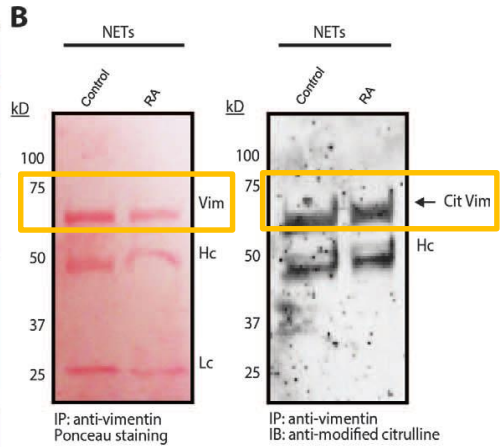 B
NETs
Control
RA
kD
100
75
50
37
25
Vim
Hc
Lc
IP: anti-vimentin
Ponceau staining
NETs
Control
RA
kD
100
75
50
37
25
Cit Vim
Hc
IP: anti-vimentin
IB: anti-modified citrulline